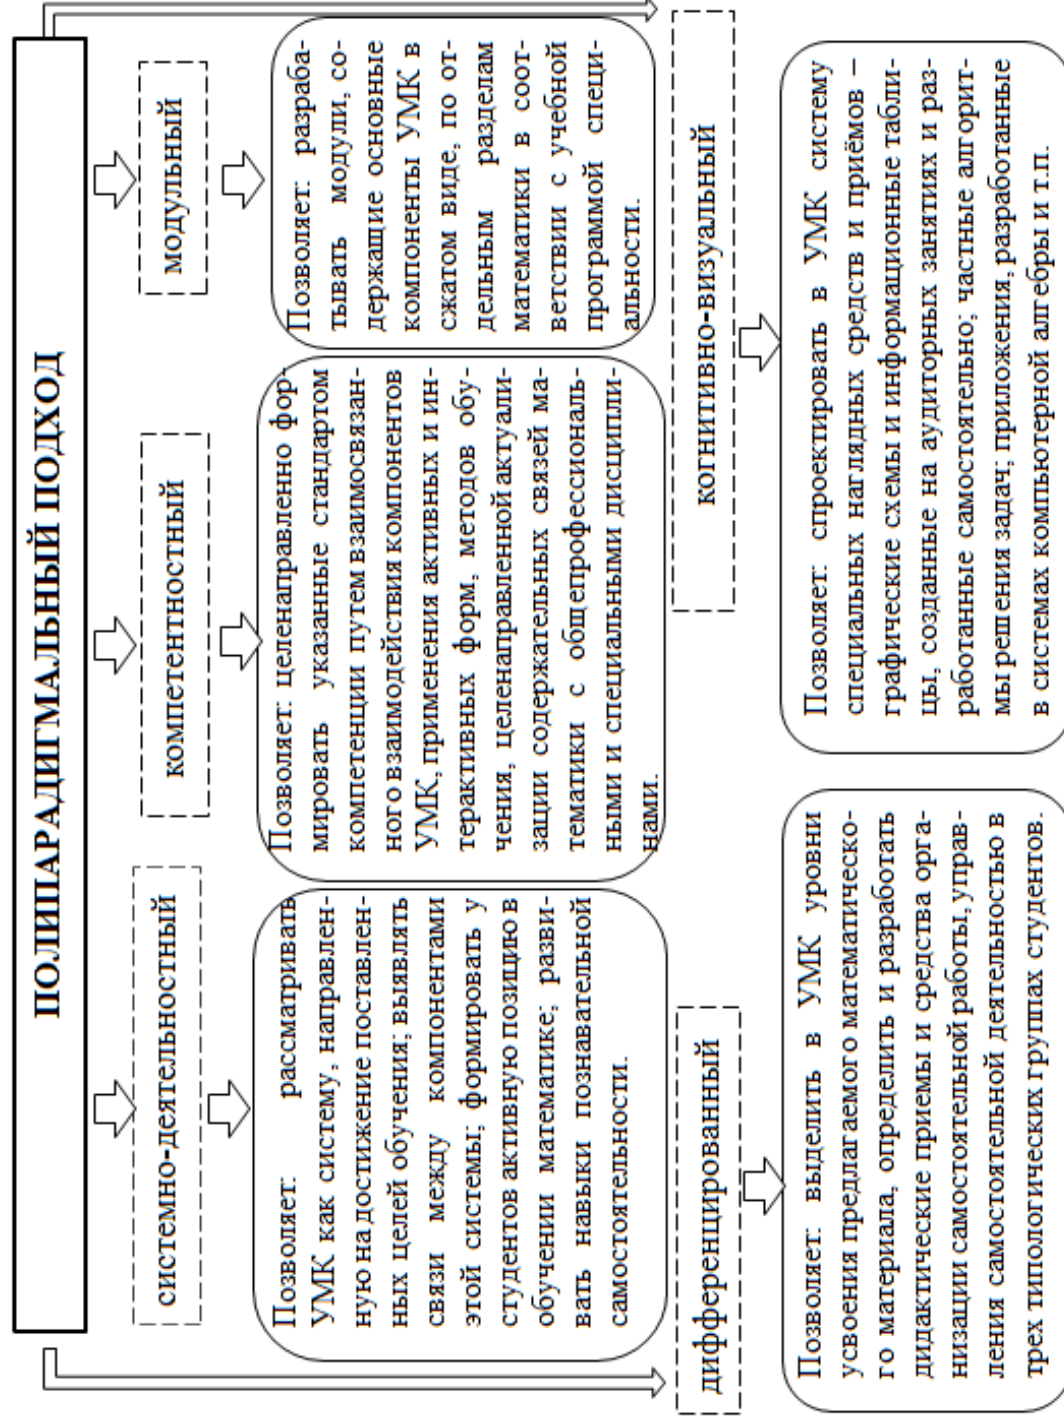 ПОЛИПАРАДИГМАЛЬНЫЙ ПОДХОД
системно-деятельностный
компетентностный
модульный
Позволяет: рассматривать
УМК как систему, направлен-
ную на достижение поставлен-
ных целей обучения; выявлять
связи между компонентами
этой системы; формировать у
студентов активную позицию в
обучении математике; разви-
вать навыки познавательной
самостоятельности.
Позволяет: целенаправленно фор-
мировать указанные стандартом
компетенции путем взаимосвязан-
ного взаимодействия компонентов
УМК, применения активных и ин-
терактивных форм, методов обу-
чения, целенаправленной актуали-
зации содержательных связей ма-
тематики с общепрофессиональ-
ными и специальными дисципли-
нами.
Позволяет: разраба-
тывать модули, со-
держащие основные
компоненты УМК в
сжатом виде, по от-
дельным разделам
математики в соот-
ветствии с учебной
программой специ-
альности.
дифференцированный
когнитивно-визуальный
Позволяет: выделить в УМК уровни
усвоения предлагаемого математическо-
го материала, определить и разработать
дидактические приемы и средства орга-
низации самостоятельной работы, управ-
ления самостоятельной деятельностью в
трех типологических группах студентов.
Позволяет: спроектировать в УМК систему
специальных наглядных средств и приёмов –
графические схемы и информационные табли-
цы, созданные на аудиторных занятиях и раз-
работанные самостоятельно; частные алгорит-
мы решения задач; приложения, разработанные
в системах компьютерной алгебры и т.п.